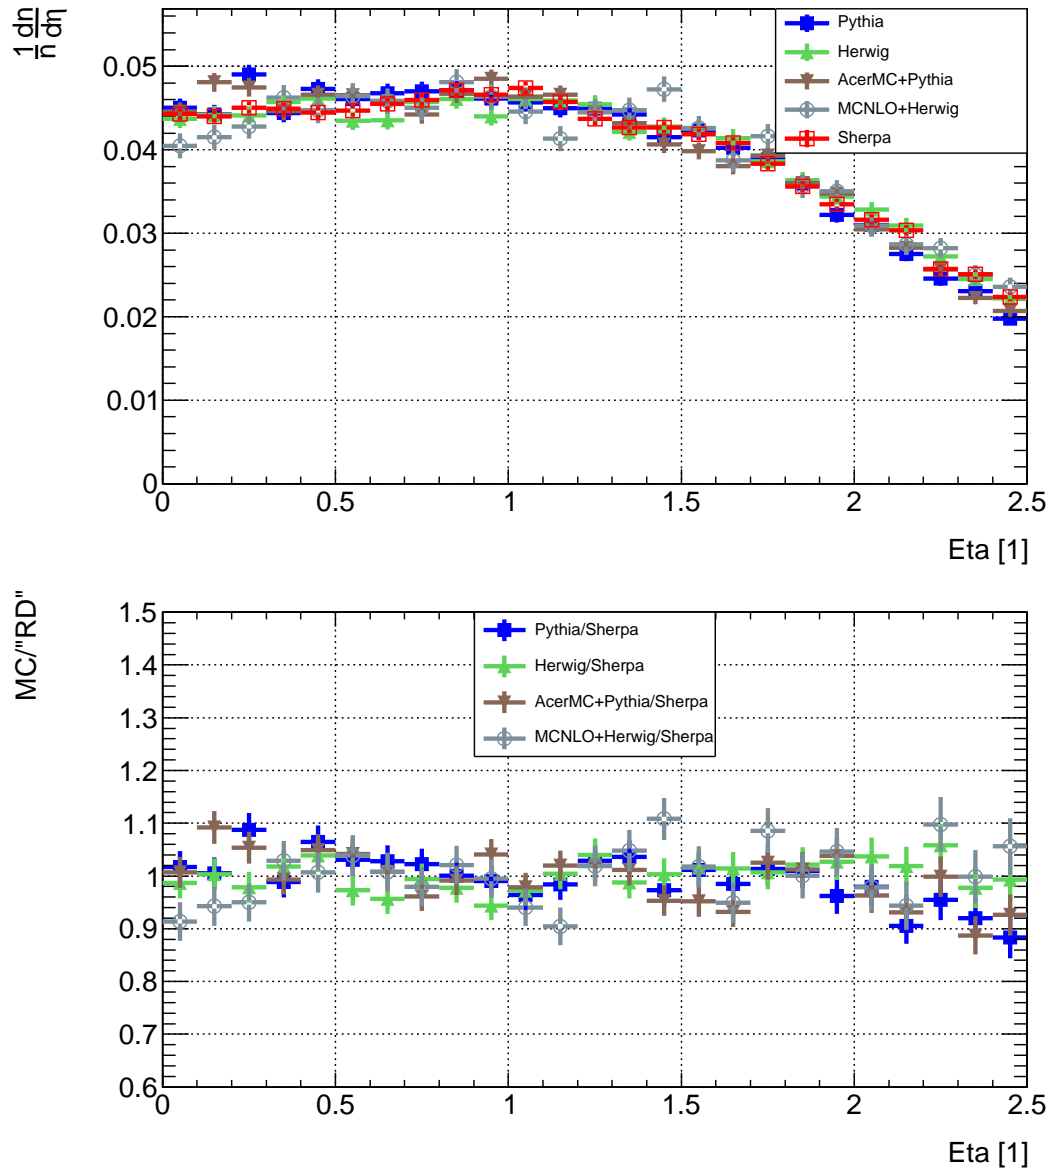 1 dn
n dη
0.05
0.04
0.03
0.02
0.01
0
0 0.5 1 1.5 2 2.5
Eta [1]
Pythia
Herwig
AcerMC+Pythia
MCNLO+Herwig
Sherpa
MC/"RD"
1.5
1.4
1.3
1.2
1.1
1
0.9
0.8
0.7
0.6
0 0.5 1 1.5 2 2.5
Eta [1]
Pythia/Sherpa
Herwig/Sherpa
AcerMC+Pythia/Sherpa
MCNLO+Herwig/Sherpa